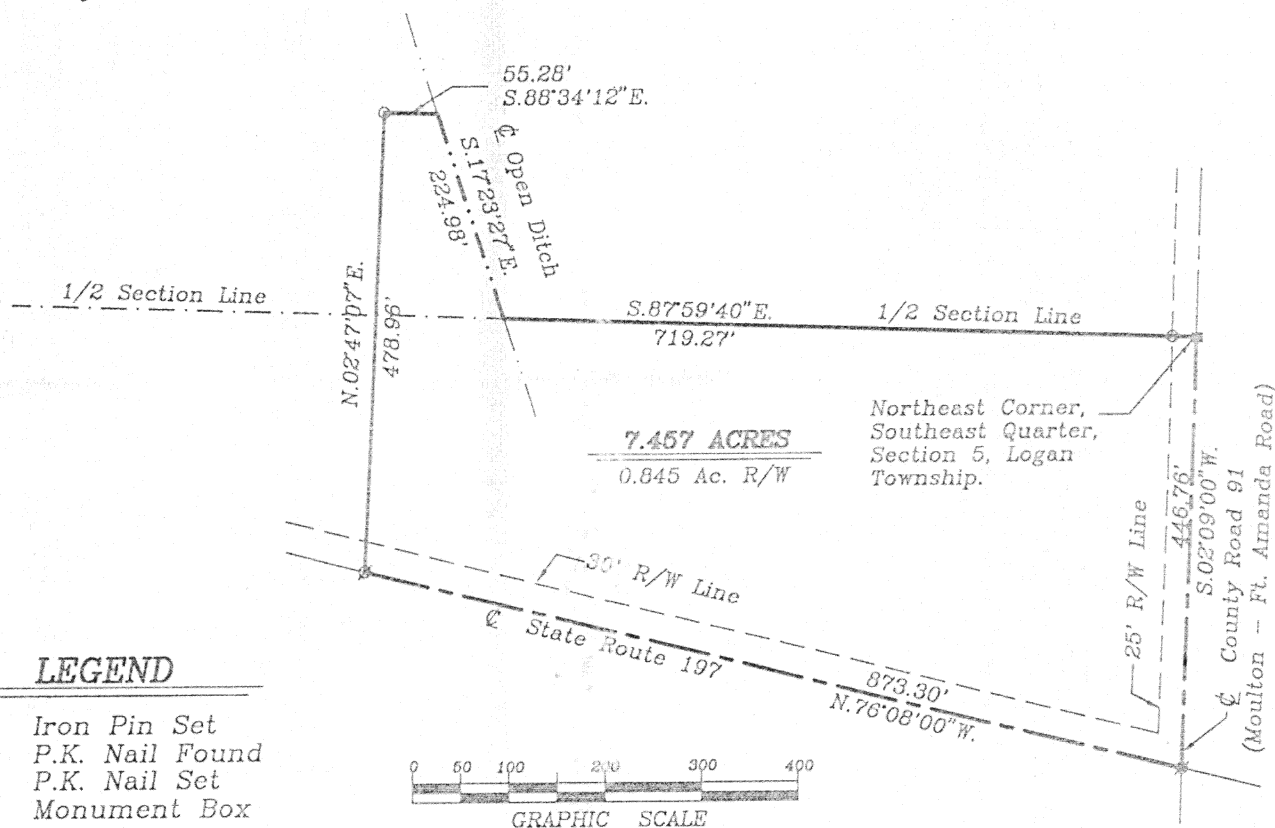 55.28'
S.88°34'12"E.
℄ Open Ditch
S.17°23'27"E.
224.98'
1/2 Section Line
N.02°47'07"E.
478.96'
S.87°59'40"E.
719.27'
1/2 Section Line
Northeast Corner,
Southeast Quarter,
Section 5, Logan
Township.
7.457 ACRES
0.845 Ac. R/W
446.76'
S.02°09'00"W.
℄ County Road 91
(Moulton - Ft. Amanda Road)
25' R/W Line
30' R/W Line
℄ State Route 197
873.30'
N.76°08'00"W.
LEGEND
Iron Pin Set
P.K. Nail Found
P.K. Nail Set
Monument Box
0 50 100 200 300 400
GRAPHIC SCALE